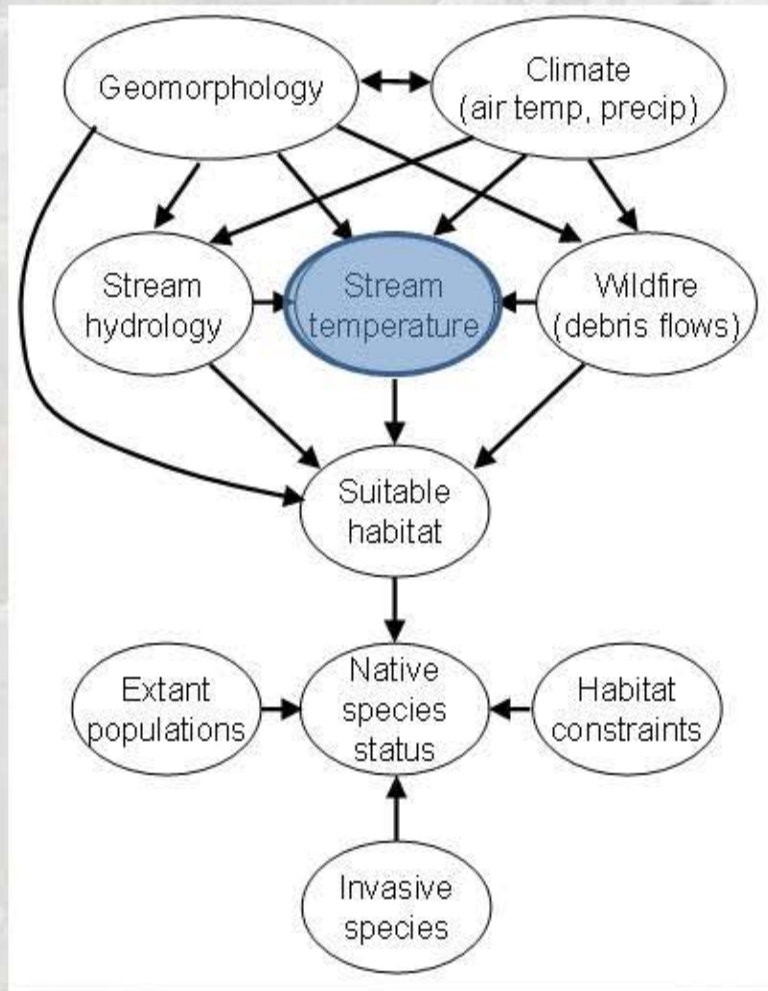 Geomorphology
Climate
(air temp, precip)
Stream
hydrology
Stream
temperature
Wildfire
(debris flows)
Suitable
habitat
Extant
populations
Native
species
status
Habitat
constraints
Invasive
species